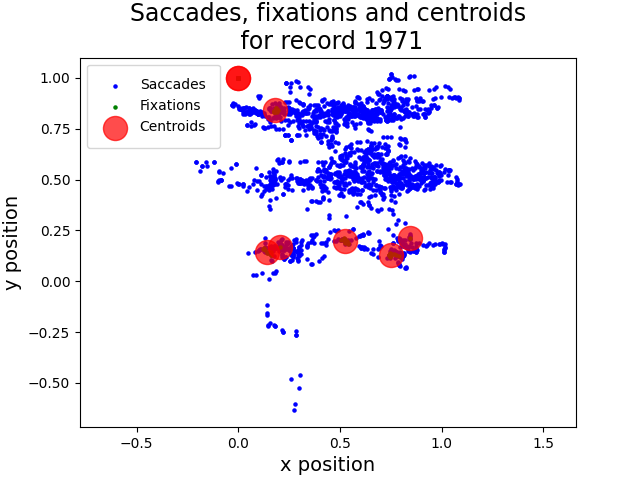 Saccades, fixations and centroids
for record 1971
Saccades
Fixations
Centroids
1.00
0.75
0.50
0.25
0.00
−0.25
−0.50
y position
−0.5
0.0
0.5
1.0
1.5
x position